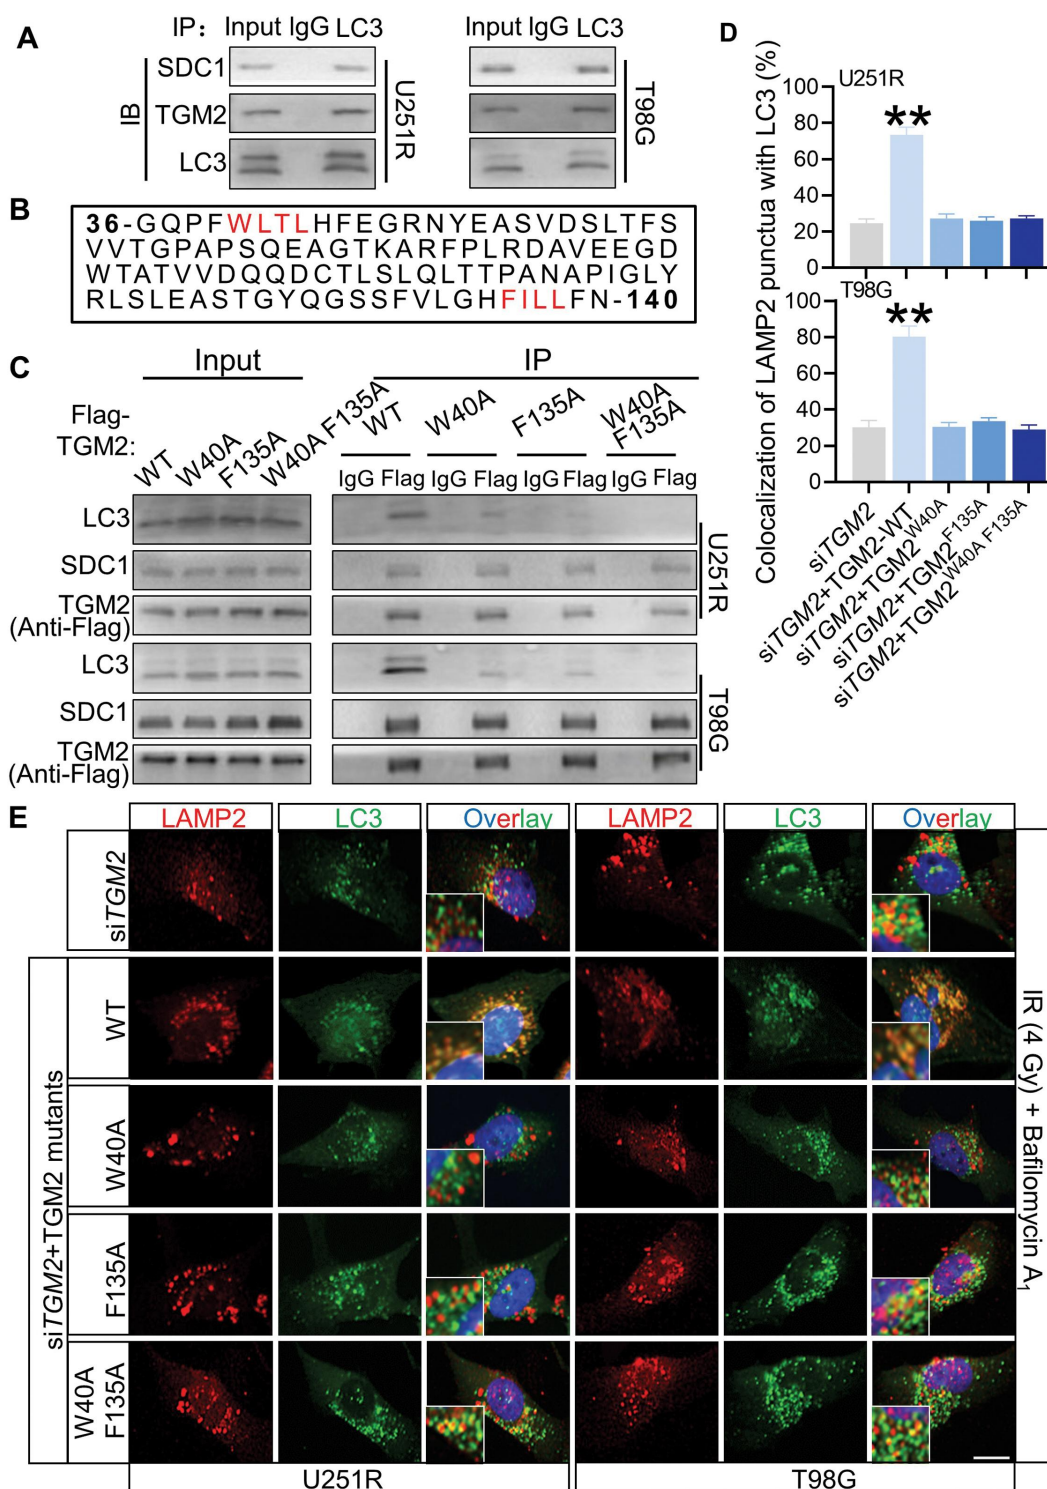 A
IP: Input IgG LC3
Input IgG LC3
IB
SDC1
TGM2
LC3
U251R
T98G
B
36-GQPFWLTLHFEGRNYEASVDSLTFS
VVTGPAPSQEAGTKARFPLRDAVEEGD
WTATVVDQQDCTLSLQLTTPANAPIGLY
RLSLEASTGYQGSSFVLGHFILLFN-140
C
Input
IP
Flag-
TGM2:
WT
W40A
F135A
W40A F135A
WT
W40A
F135A
W40A
F135A
IgG Flag IgG Flag IgG Flag IgG Flag
LC3
SDC1
TGM2
(Anti-Flag)
U251R
LC3
SDC1
TGM2
(Anti-Flag)
T98G
D
Colocalization of LAMP2 punctua with LC3 (%)
U251R
100
80
60
40
20
0
**
T98G
100
80
60
40
20
0
**
siTGM2
siTGM2+TGM2-WT
siTGM2+TGM2W40A
siTGM2+TGM2F135A
siTGM2+TGM2W40A F135A
E
LAMP2 LC3 Overlay LAMP2 LC3 Overlay
siTGM2
siTGM2+TGM2 mutants
WT
W40A
F135A
W40A
F135A
IR (4 Gy) + Bafilomycin A1
U251R
T98G